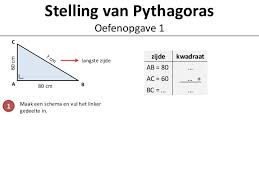 Stelling van Pythagoras
Oefenopgave 1
C
60 cm
? cm
langste zijde
A
80 cm
B
zijde kwadraat
AB = 80 ...
AC = 60 ... +
BC = ... ...
1 Maak een schema en vul het linker
gedeelte in.